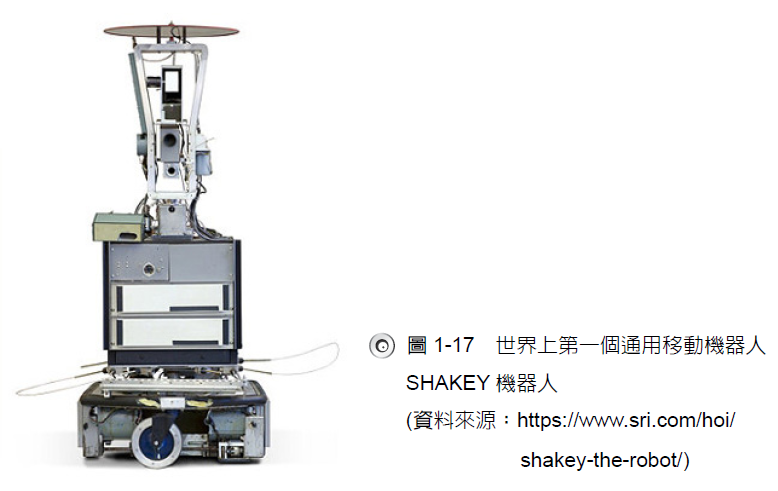 圖 1-17 世界上第一個通用移動機器人
SHAKEY 機器人
(資料來源：https://www.sri.com/hoi/
shakey-the-robot/)